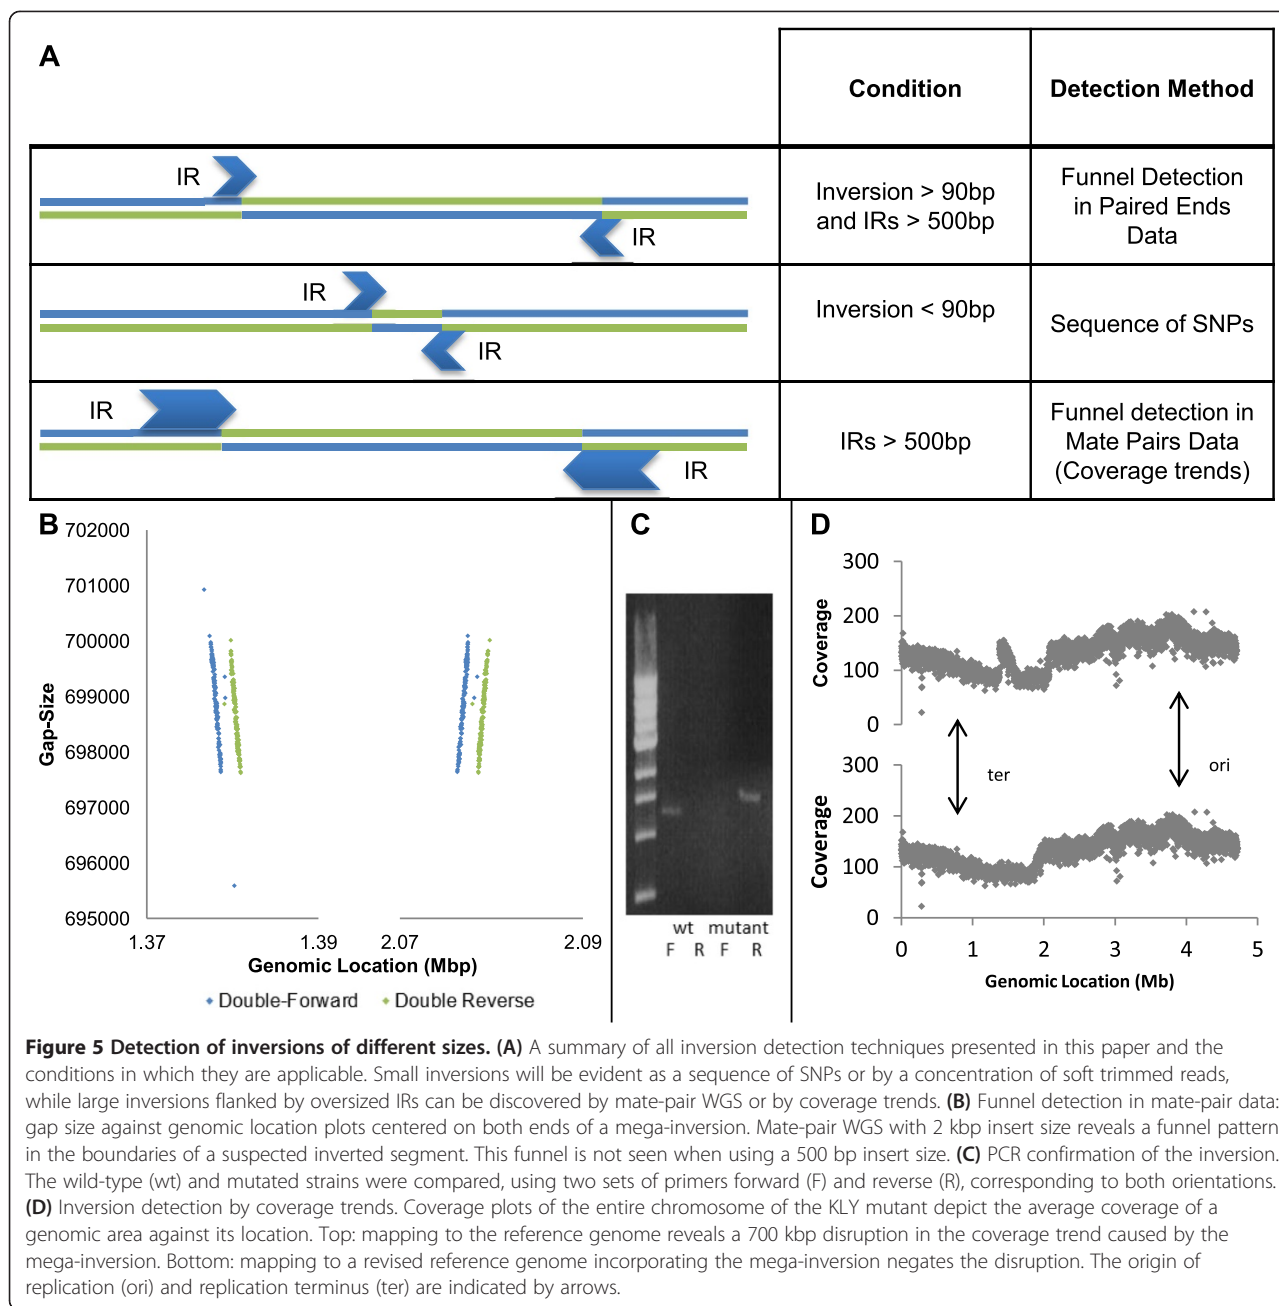 A
Condition
Detection Method
IR
IR
Inversion > 90bp
and IRs > 500bp
Funnel Detection
in Paired Ends
Data
IR
IR
Inversion < 90bp
Sequence of SNPs
IR
IR
IRs > 500bp
Funnel detection in
Mate Pairs Data
(Coverage trends)
B
702000
701000
700000
699000
698000
697000
696000
695000
Gap-Size
1.37
1.39
2.07
2.09
Genomic Location (Mbp)
Double-Forward
Double Reverse
C
wt mutant
F R F R
D
300
200
100
0
Coverage
ter
ori
300
200
100
0
Coverage
0 1 2 3 4 5
Genomic Location (Mb)
Figure 5 Detection of inversions of different sizes. (A) A summary of all inversion detection techniques presented in this paper and the
conditions in which they are applicable. Small inversions will be evident as a sequence of SNPs or by a concentration of soft trimmed reads,
while large inversions flanked by oversized IRs can be discovered by mate-pair WGS or by coverage trends. (B) Funnel detection in mate-pair data:
gap size against genomic location plots centered on both ends of a mega-inversion. Mate-pair WGS with 2 kbp insert size reveals a funnel pattern
in the boundaries of a suspected inverted segment. This funnel is not seen when using a 500 bp insert size. (C) PCR confirmation of the inversion.
The wild-type (wt) and mutated strains were compared, using two sets of primers forward (F) and reverse (R), corresponding to both orientations.
(D) Inversion detection by coverage trends. Coverage plots of the entire chromosome of the KLY mutant depict the average coverage of a
genomic area against its location. Top: mapping to the reference genome reveals a 700 kbp disruption in the coverage trend caused by the
mega-inversion. Bottom: mapping to a revised reference genome incorporating the mega-inversion negates the disruption. The origin of
replication (ori) and replication terminus (ter) are indicated by arrows.